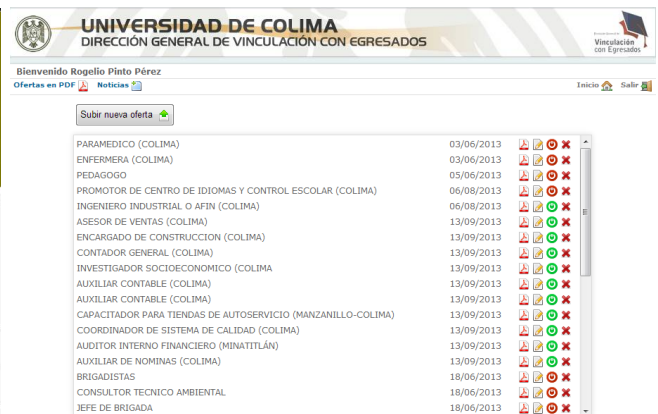 UNIVERSIDAD DE COLIMA
DIRECCIÓN GENERAL DE VINCULACIÓN CON EGRESADOS
Vinculación
con Egresados
Bienvenido Rogelio Pinto Pérez
Ofertas en PDF Noticias Inicio Salir
Subir nueva oferta
PARAMEDICO (COLIMA) 03/06/2013
ENFERMERA (COLIMA) 03/06/2013
PEDAGOGO 05/06/2013
PROMOTOR DE CENTRO DE IDIOMAS Y CONTROL ESCOLAR (COLIMA) 06/08/2013
INGENIERO INDUSTRIAL O AFIN (COLIMA) 06/08/2013
ASESOR DE VENTAS (COLIMA) 13/09/2013
ENCARGADO DE CONSTRUCCION (COLIMA) 13/09/2013
CONTADOR GENERAL (COLIMA) 13/09/2013
INVESTIGADOR SOCIOECONOMICO (COLIMA 13/09/2013
AUXILIAR CONTABLE (COLIMA) 13/09/2013
AUXILIAR CONTABLE (COLIMA) 13/09/2013
CAPACITADOR PARA TIENDAS DE AUTOSERVICIO (MANZANILLO-COLIMA) 13/09/2013
COORDINADOR DE SISTEMA DE CALIDAD (COLIMA) 13/09/2013
AUDITOR INTERNO FINANCIERO (MINATITLÁN) 13/09/2013
AUXILIAR DE NOMINAS (COLIMA) 13/09/2013
BRIGADISTAS 18/06/2013
CONSULTOR TECNICO AMBIENTAL 18/06/2013
JEFE DE BRIGADA 18/06/2013